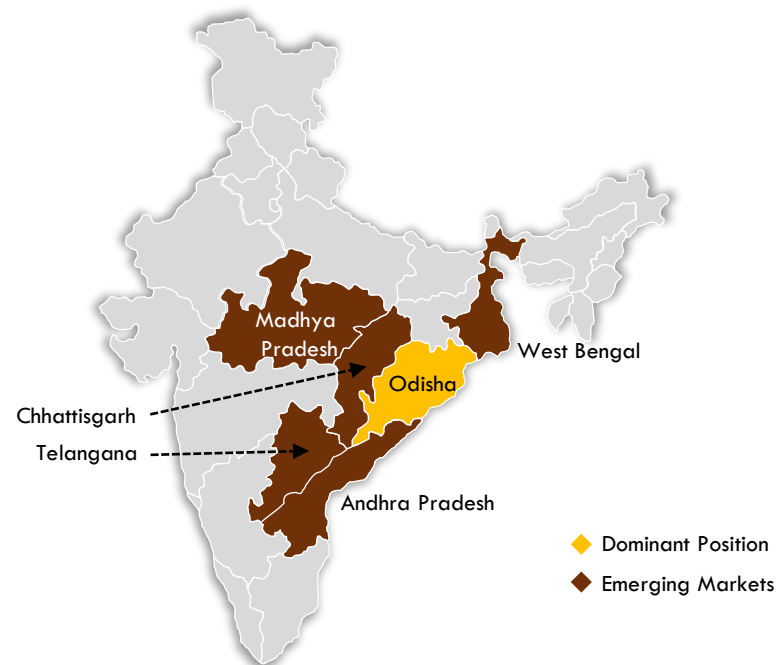 Madhya
Pradesh
West Bengal
Odisha
Chhattisgarh
Telangana
Andhra Pradesh
Dominant Position
Emerging Markets